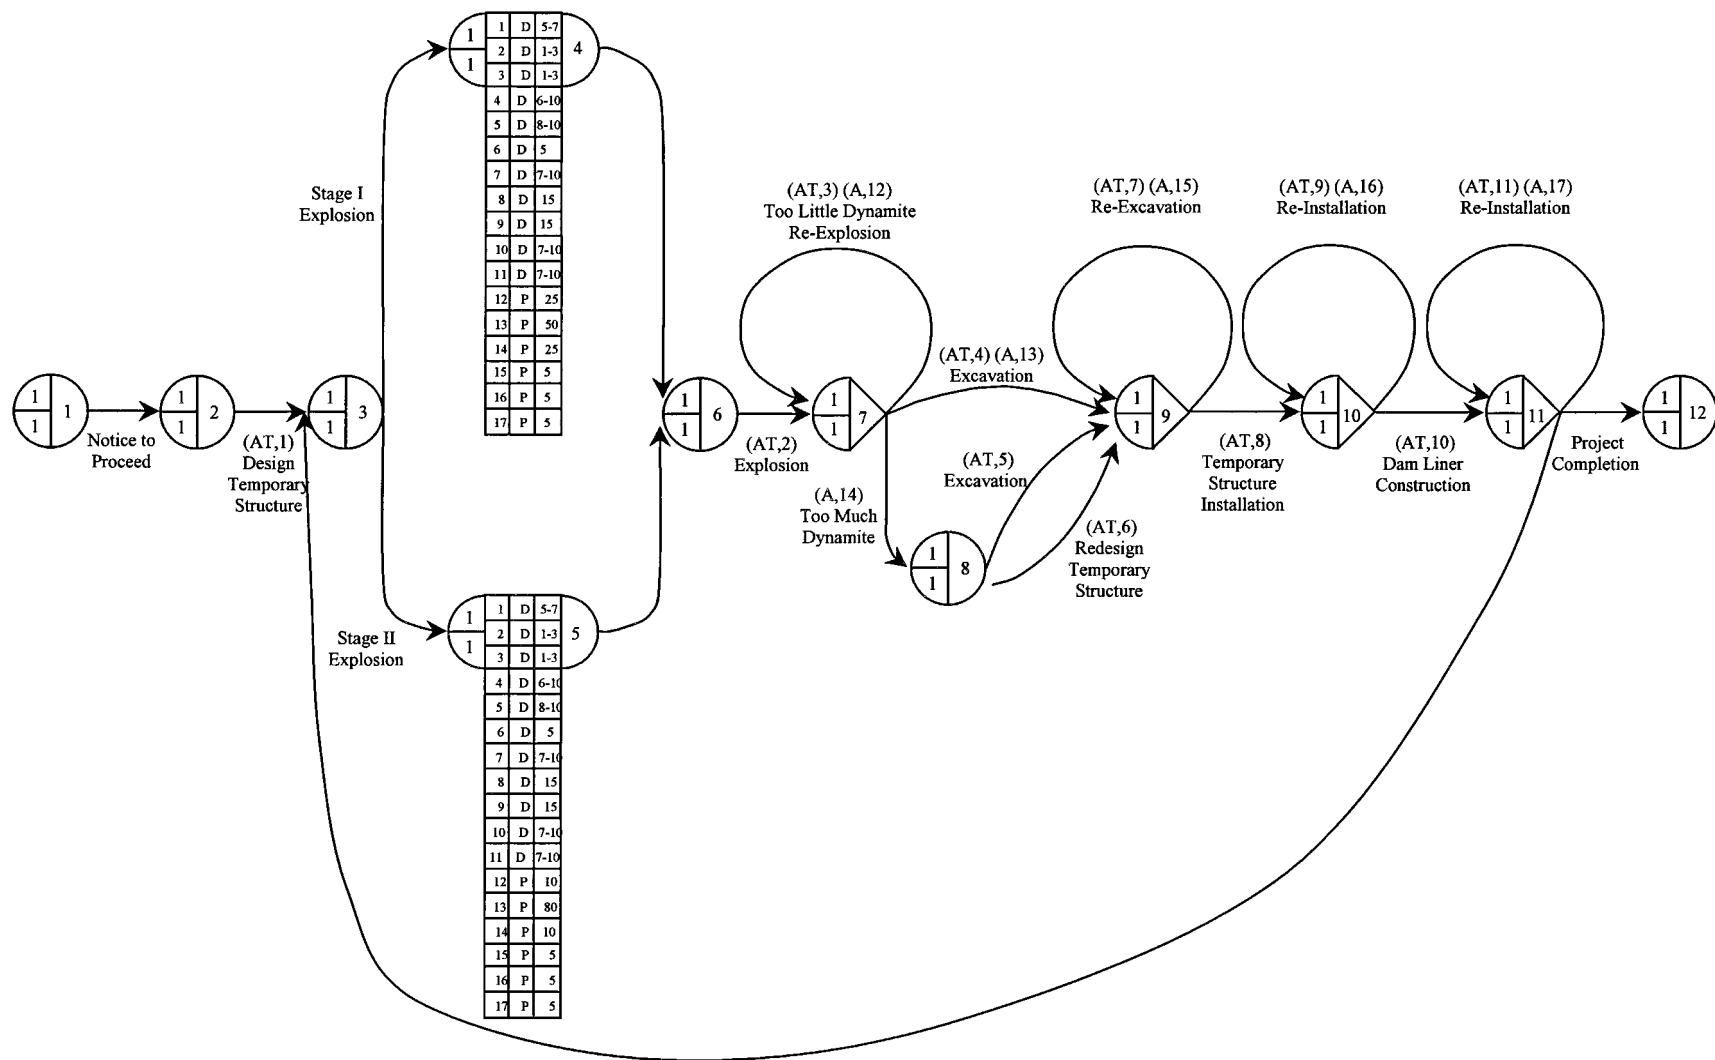 1
1
1 D 5-7
2 D 1-3
3 D 1-3
4 D 6-10
5 D 8-10
6 D 5
7 D 7-10
8 D 15
9 D 15
10 D 7-10
11 D 7-10
12 P 25
13 P 50
14 P 25
15 P 5
16 P 5
17 P 5
4
Stage I
Explosion
1
1
1
Notice to
Proceed
1
1
2
(AT,1)
Design
Temporary
Structure
1
1
3
Stage II
Explosion
1
1
1 D 5-7
2 D 1-3
3 D 1-3
4 D 6-10
5 D 8-10
6 D 5
7 D 7-10
8 D 15
9 D 15
10 D 7-10
11 D 7-10
12 P 10
13 P 80
14 P 10
15 P 5
16 P 5
17 P 5
5
1
1
6
(AT,2)
Explosion
(AT,3) (A,12)
Too Little Dynamite
Re-Explosion
1
1
7
(AT,4) (A,13)
Excavation
(A,14)
Too Much
Dynamite
1
1
8
(AT,5)
Excavation
(AT,6)
Redesign
Temporary
Structure
(AT,7) (A,15)
Re-Excavation
1
1
9
(AT,8)
Temporary
Structure
Installation
(AT,9) (A,16)
Re-Installation
1
1
10
(AT,10)
Dam Liner
Construction
(AT,11) (A,17)
Re-Installation
1
1
11
Project
Completion
1
1
12